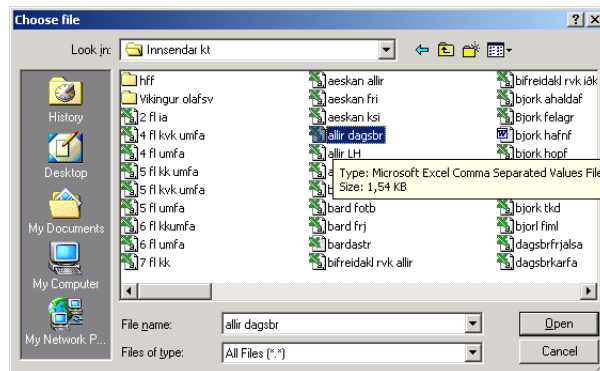 Choose file
Look in: Innsendar kt
History
Desktop
My Documents
My Computer
My Network P...
hff
Vikingur olafsv
2 fl ia
4 fl kvk umfa
4 fl umfa
5 fl kk umfa
5 fl kvk umfa
5 fl umfa
6 fl kkumfa
6 fl umfa
7 fl kk
aeskan allir
aeskan fri
aeskan ksi
allir dagsbr
allir LH
bard fotb
bard frj
bardastr
bifreidakl rvk allir
bifreidakl rvk iðk
bjork ahaldaf
Bjork felagr
bjork hafnf
bjork hopf
bjork tkd
bjorl fiml
dagsbrfrjalsa
dagsbrkarfa
Type: Microsoft Excel Comma Separated Values File
Size: 1,54 KB
File name: allir dagsbr
Open
Files of type: All Files (*.*)
Cancel